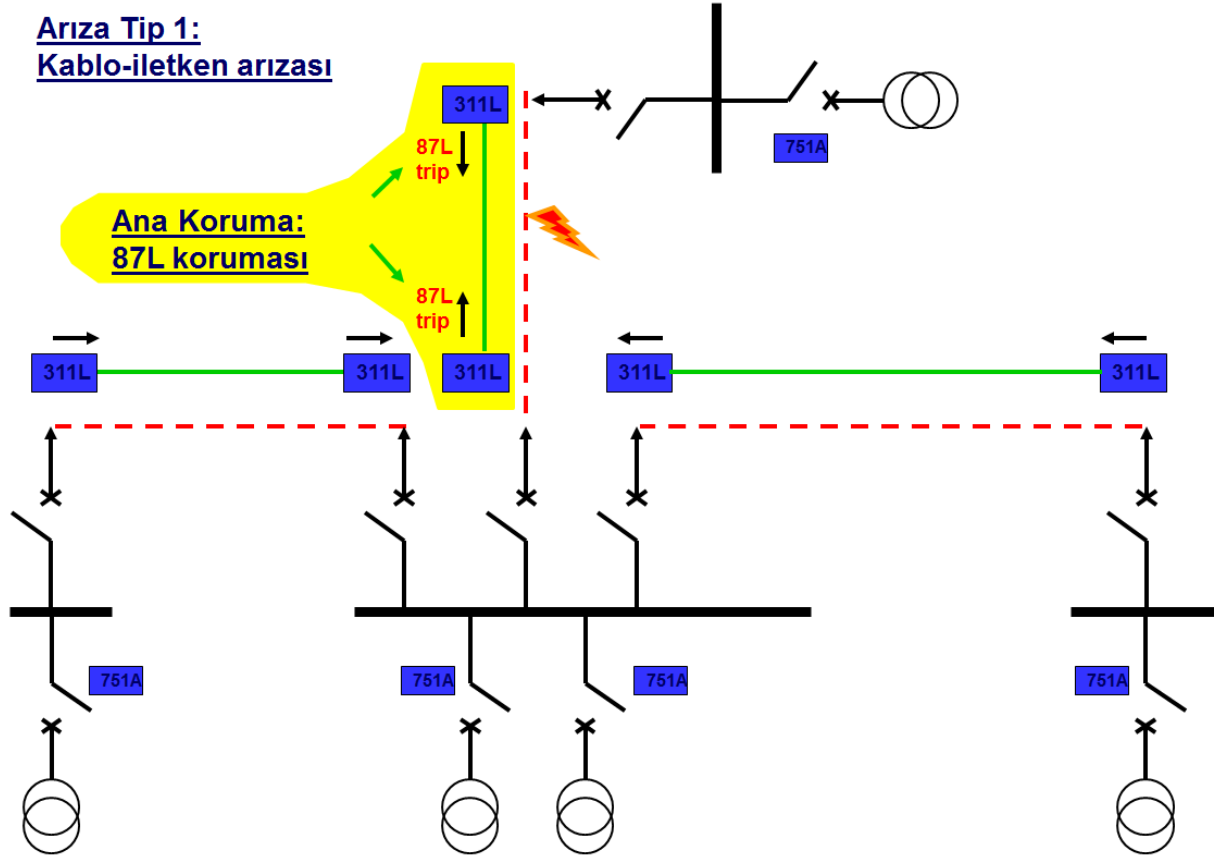 Arıza Tip 1:
Kablo-iletken arızası
311L
751A
87L
trip
Ana Koruma:
87L koruması
87L
trip
311L
311L
311L
311L
311L
751A
751A
751A
751A